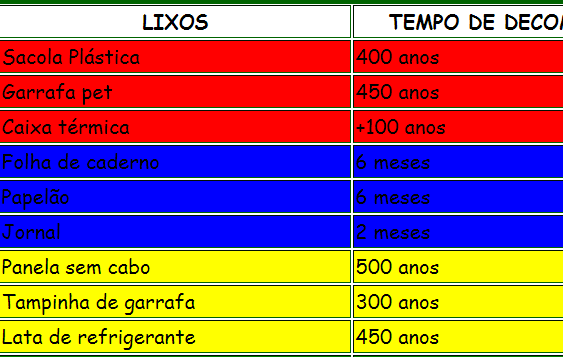 LIXOS TEMPO DE DECOM
Sacola Plástica 400 anos
Garrafa pet 450 anos
Caixa térmica +100 anos
Folha de caderno 6 meses
Papelão 6 meses
Jornal 2 meses
Panela sem cabo 500 anos
Tampinha de garrafa 300 anos
Lata de refrigerante 450 anos